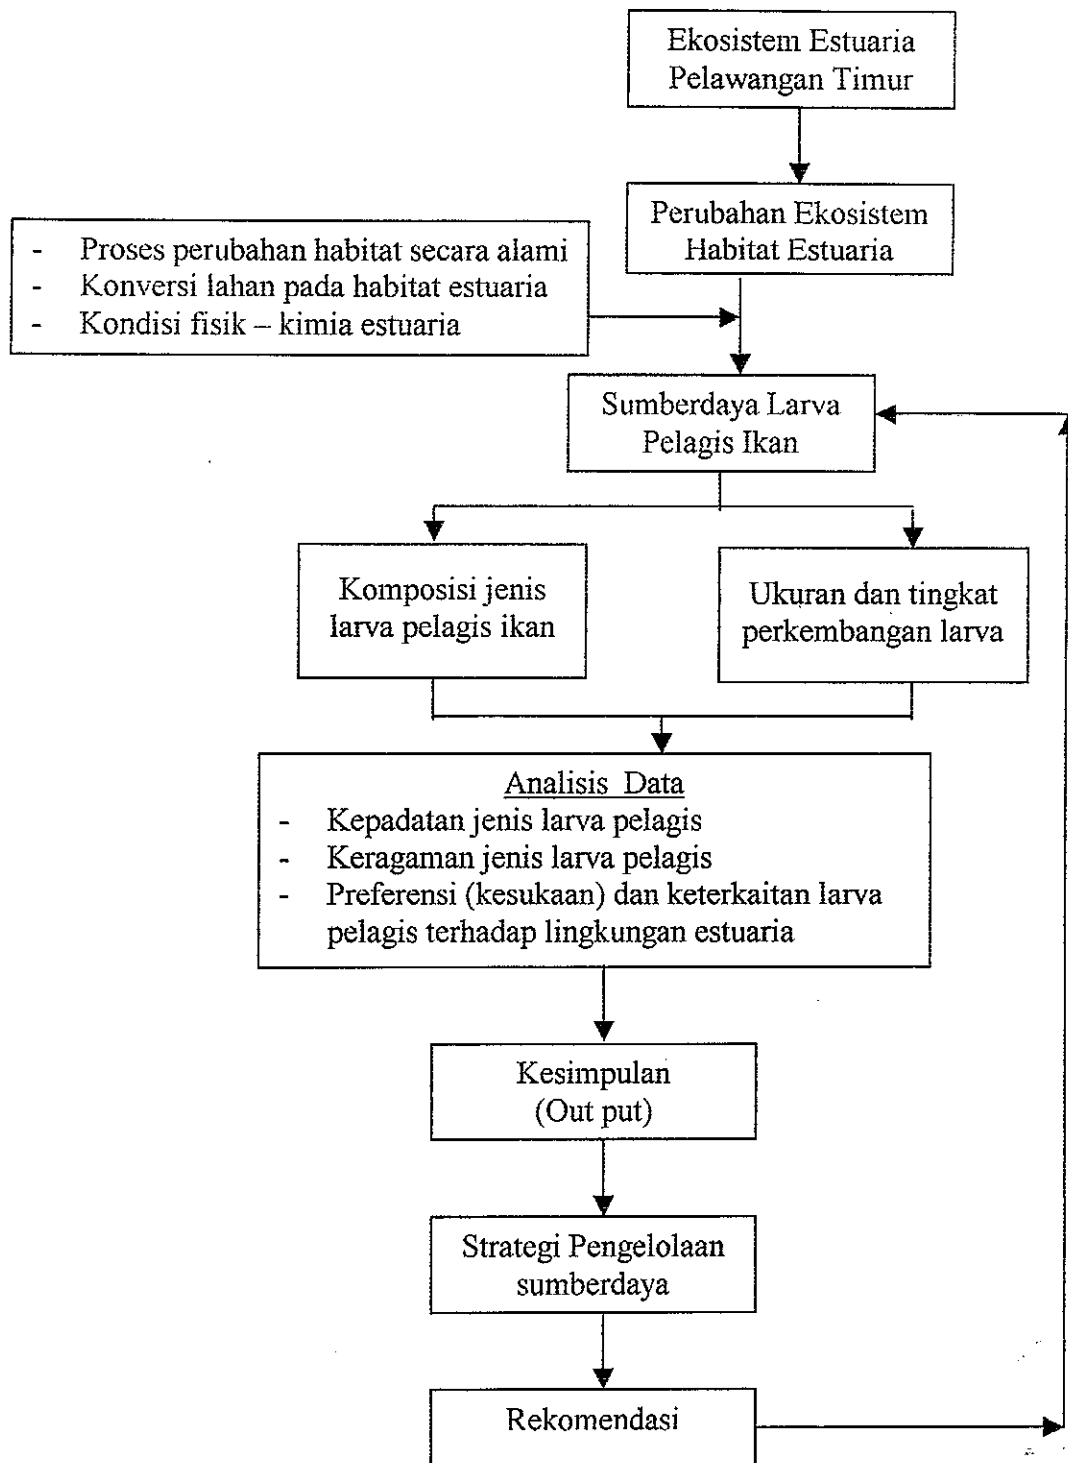 Ekosistem Estuaria
Pelawangan Timur
Perubahan Ekosistem
Habitat Estuaria
- Proses perubahan habitat secara alami
- Konversi lahan pada habitat estuaria
- Kondisi fisik – kimia estuaria
Sumberdaya Larva
Pelagis Ikan
Komposisi jenis
larva pelagis ikan
Ukuran dan tingkat
perkembangan larva
Analisis Data
- Kepadatan jenis larva pelagis
- Keragaman jenis larva pelagis
- Preferensi (kesukaan) dan keterkaitan larva
pelagis terhadap lingkungan estuaria
Kesimpulan
(Out put)
Strategi Pengelolaan
sumberdaya
Rekomendasi